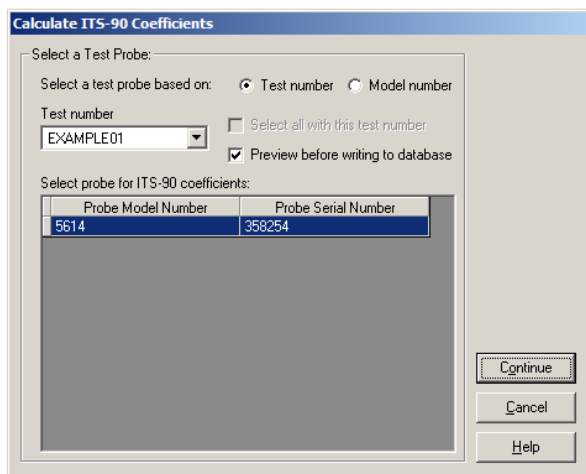 Calculate ITS-90 Coefficients
Select a Test Probe:
Select a test probe based on: Test number Model number
Test number
Select all with this test number
EXAMPLE01
Preview before writing to database
Select probe for ITS-90 coefficients:
Probe Model Number Probe Serial Number
5614 358254
Continue
Cancel
Help